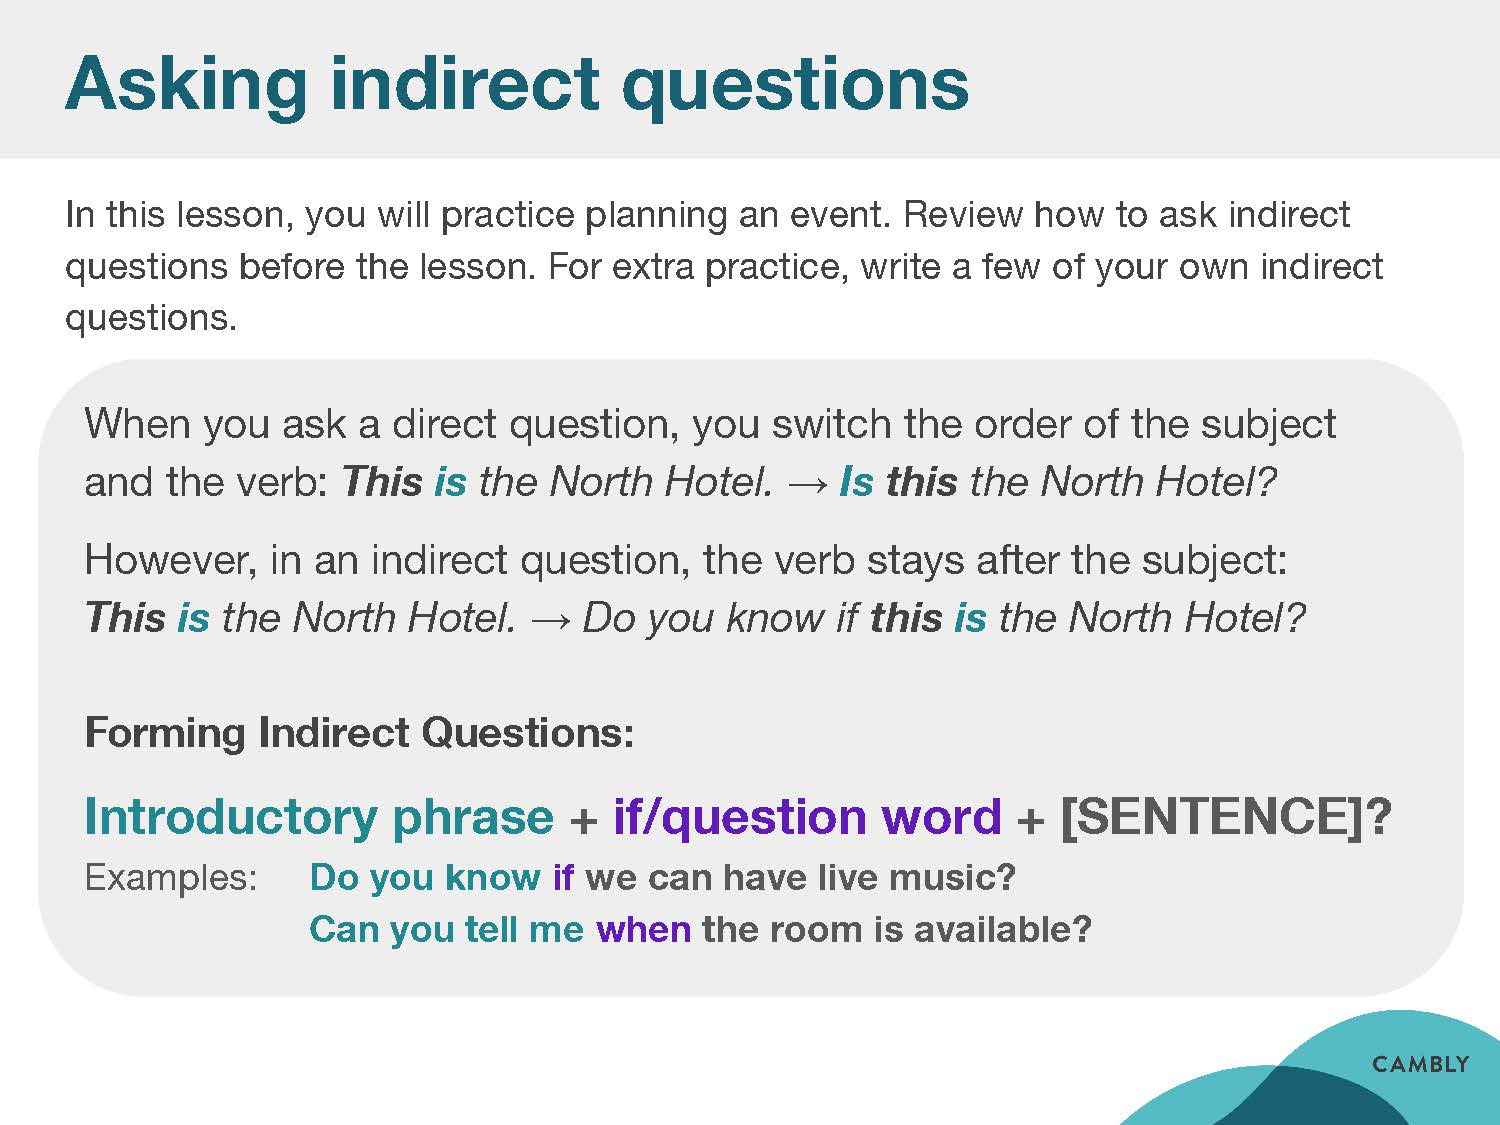 Asking indirect questions
In this lesson, you will practice planning an event. Review how to ask indirect
questions before the lesson. For extra practice, write a few of your own indirect
questions.
When you ask a direct question, you switch the order of the subject
and the verb: This is the North Hotel. → Is this the North Hotel?
However, in an indirect question, the verb stays after the subject:
This is the North Hotel. → Do you know if this is the North Hotel?
Forming Indirect Questions:
Introductory phrase + if/question word + [SENTENCE]?
Examples: Do you know if we can have live music?
Can you tell me when the room is available?
CAMBLY